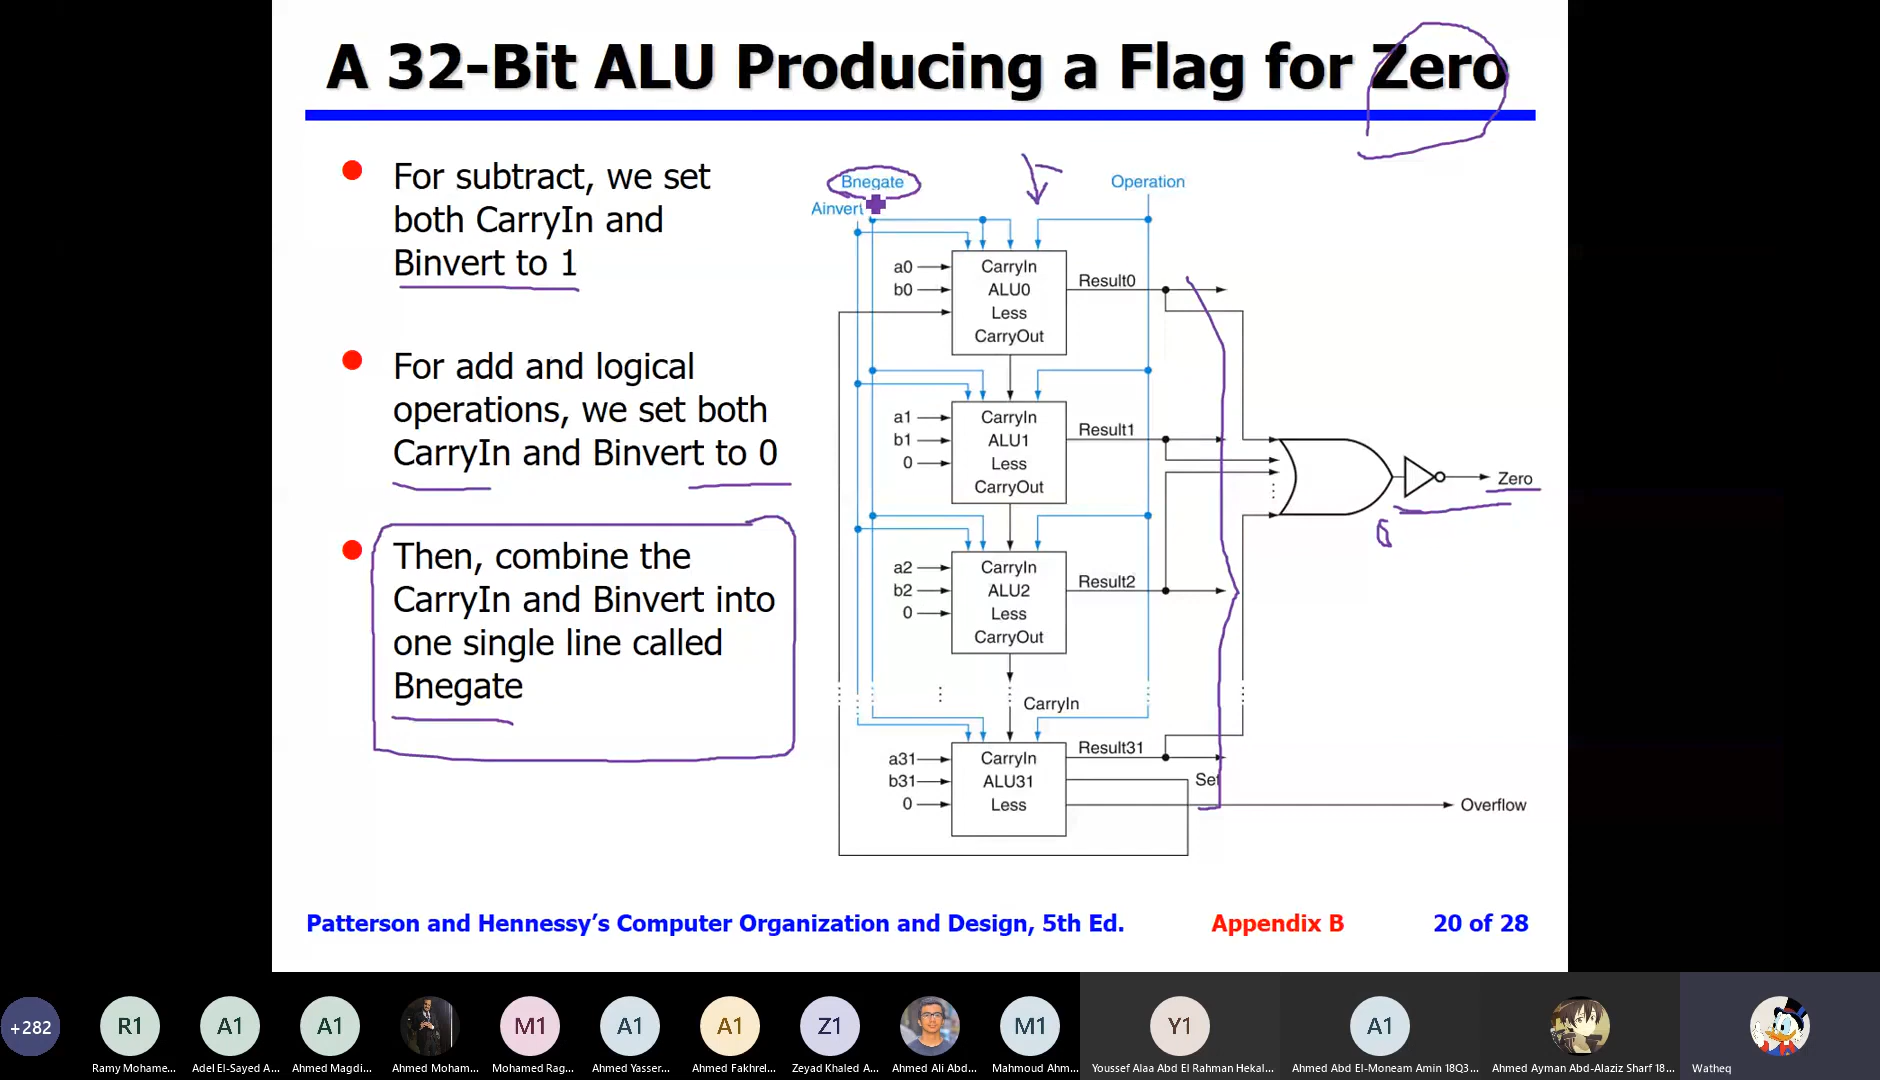 A 32-Bit ALU Producing a Flag for Zero
For subtract, we set
both CarryIn and
Binvert to 1
For add and logical
operations, we set both
CarryIn and Binvert to 0
Then, combine the
CarryIn and Binvert into
one single line called
Bnegate
Bnegate
Operation
Ainvert
a0
CarryIn
Result0
b0
ALU0
Less
CarryOut
a1
CarryIn
Result1
b1
ALU1
0
Less
CarryOut
Zero
a2
CarryIn
Result2
b2
ALU2
0
Less
CarryOut
CarryIn
a31
CarryIn
Result31
b31
ALU31
Set
0
Less
Overflow
Patterson and Hennessy’s Computer Organization and Design, 5th Ed.
Appendix B
20 of 28
+282
R1
A1
A1
M1
A1
A1
Z1
M1
Y1
A1
Ramy Mohame...
Adel El-Sayed A...
Ahmed Magdi...
Ahmed Moham...
Mohamed Rag...
Ahmed Yasser...
Ahmed Fakhrel...
Zeyad Khaled A...
Ahmed Ali Abd...
Mahmoud Ahm...
Youssef Alaa Abd El Rahman Hekal...
Ahmed Abd El-Moneam Amin 18Q3...
Ahmed Ayman Abd-Alaziz Sharf 18...
Watheq